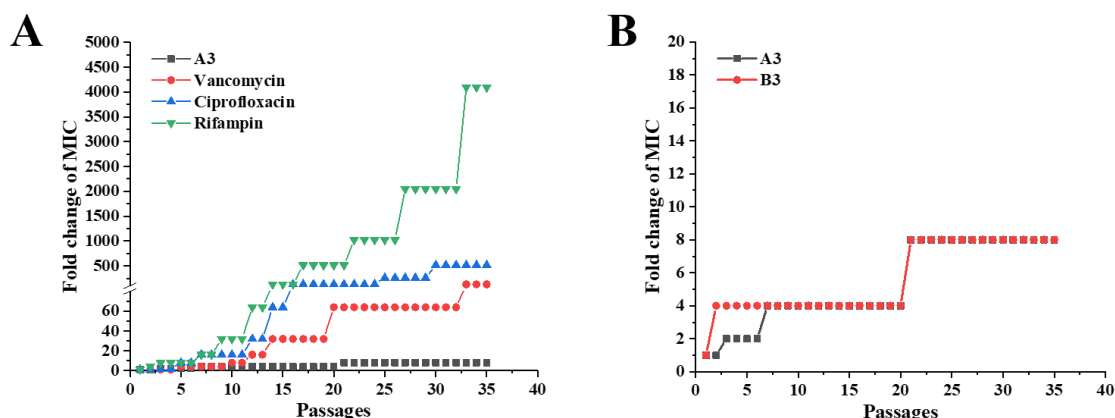 A
Fold change of MIC
5000
4500
4000
3500
3000
2500
2000
1500
1000
500
60
40
20
0
A3
Vancomycin
Ciprofloxacin
Rifampin
0 5 10 15 20 25 30 35 40
Passages
B
Fold change of MIC
20
18
16
14
12
10
8
6
4
2
0
A3
B3
0 5 10 15 20 25 30 35 40
Passages